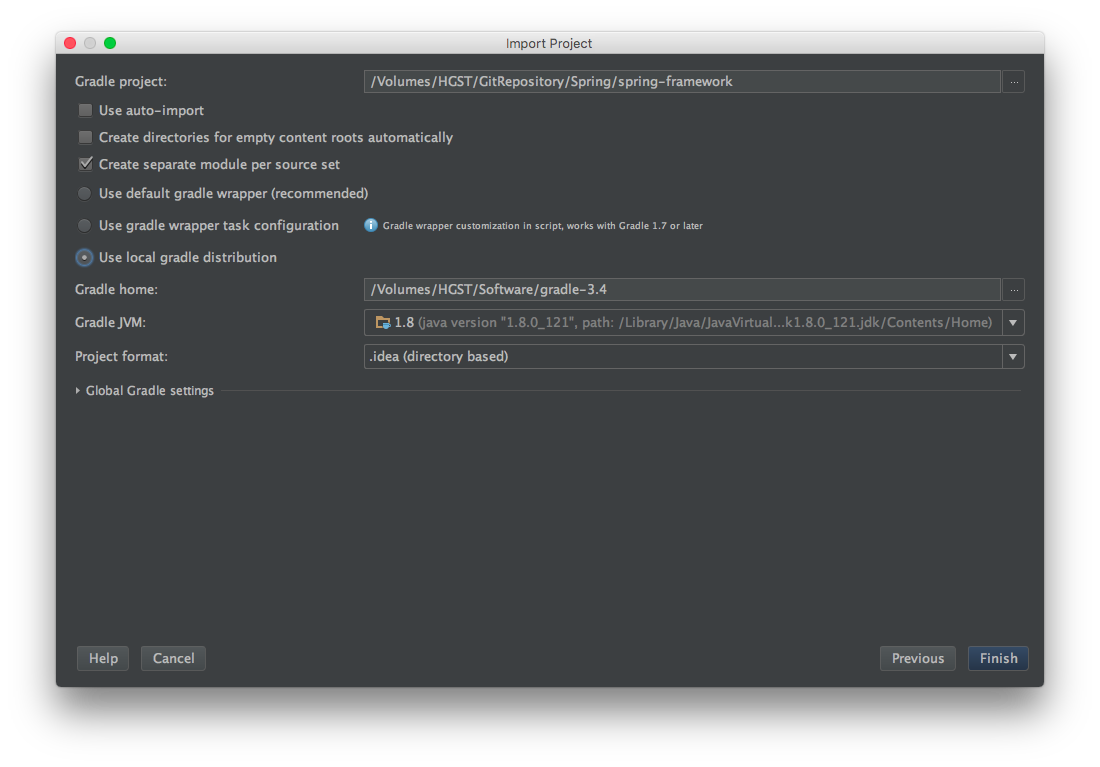 Import Project
Gradle project: /Volumes/HGST/GitRepository/Spring/spring-framework ...
Use auto-import
Create directories for empty content roots automatically
Create separate module per source set
Use default gradle wrapper (recommended)
Use gradle wrapper task configuration Gradle wrapper customization in script, works with Gradle 1.7 or later
Use local gradle distribution
Gradle home: /Volumes/HGST/Software/gradle-3.4 ...
Gradle JVM: 1.8 (java version "1.8.0_121", path: /Library/Java/JavaVirtual...k1.8.0_121.jdk/Contents/Home)
Project format: .idea (directory based)
Global Gradle settings
Help Cancel Previous Finish